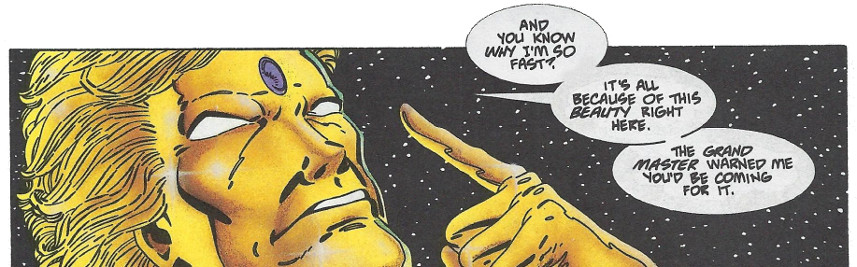 AND
YOU KNOW
WHY I'M SO
FAST?
IT'S ALL
BECAUSE OF THIS
BEAUTY RIGHT
HERE.
THE GRAND
MASTER WARNED ME
YOU'D BE COMING
FOR IT.